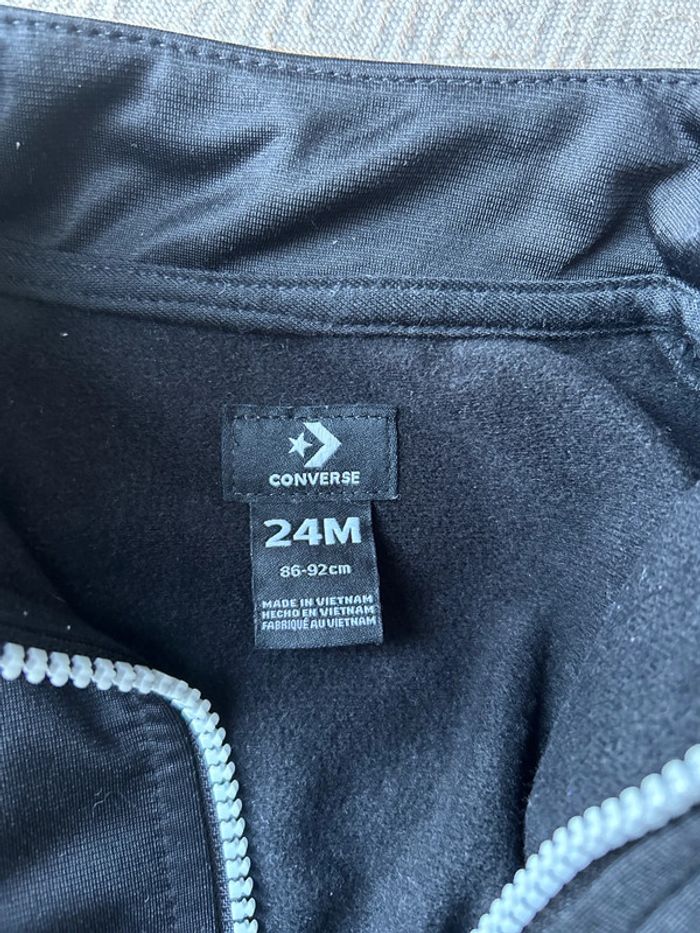 CONVERSE
24M
86-92cm
MADE IN VIETNAM
HECHO EN VIETNAM
FABRIQUÉ AU VIETNAM